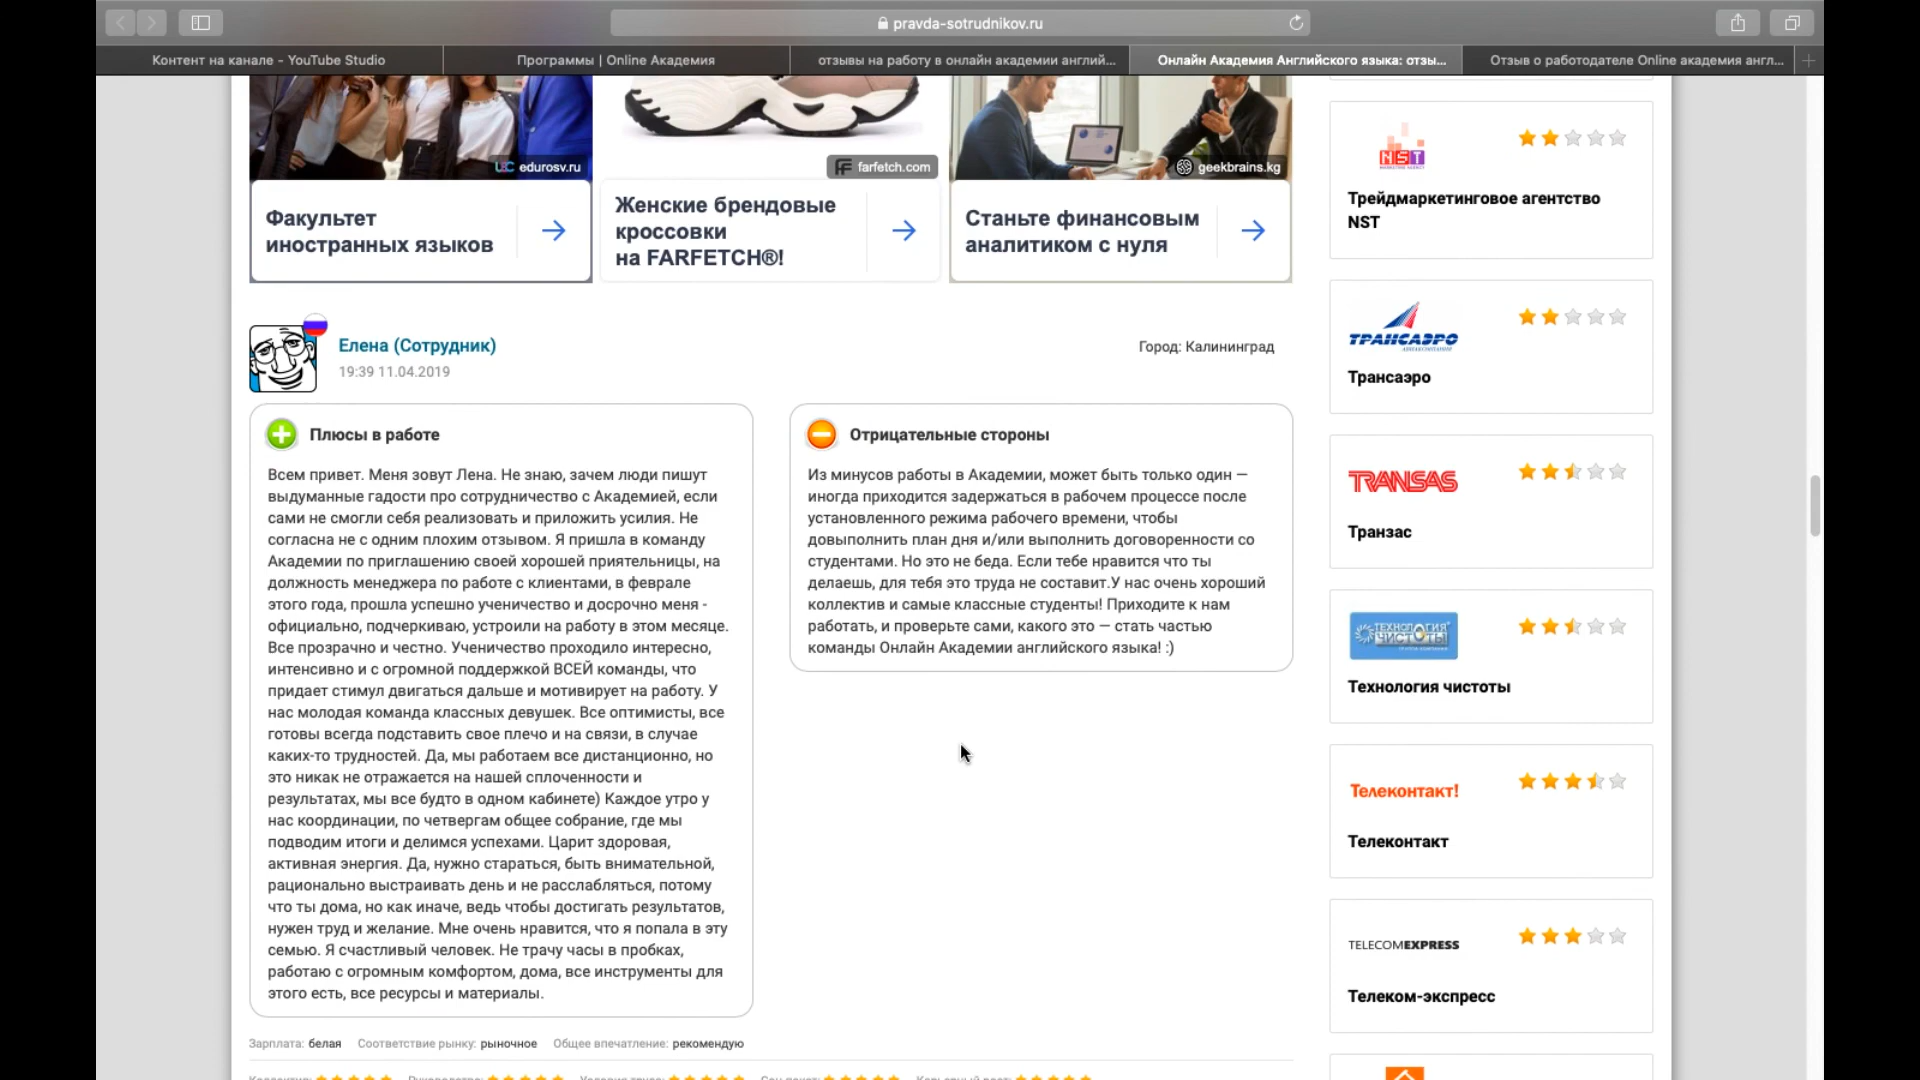 pravda-sotrudnikov.ru
Контент на канале - YouTube Studio
Программы | Online Академия
отзывы на работу в онлайн академии англий...
Онлайн Академия Английского языка: отзы...
Отзыв о работодателе Online академия англ...
edurosv.ru
farfetch.com
geekbrains.kg
Факультет
иностранных языков
Женские брендовые
кроссовки
на FARFETCH®!
Станьте финансовым
аналитиком с нуля
Елена (Сотрудник)
19:39 11.04.2019
Город: Калининград
Плюсы в работе
Всем привет. Меня зовут Лена. Не знаю, зачем люди пишут
выдуманные гадости про сотрудничество с Академией, если
сами не смогли себя реализовать и приложить усилия. Не
согласна не с одним плохим отзывом. Я пришла в команду
Академии по приглашению своей хорошей приятельницы, на
должность менеджера по работе с клиентами, в феврале
этого года, прошла успешно ученичество и досрочно меня -
официально, подчеркиваю, устроили на работу в этом месяце.
Все прозрачно и честно. Ученичество проходило интересно,
интенсивно и с огромной поддержкой ВСЕЙ команды, что
придает стимул двигаться дальше и мотивирует на работу. У
нас молодая команда классных девушек. Все оптимисты, все
готовы всегда подставить свое плечо и на связи, в случае
каких-то трудностей. Да, мы работаем все дистанционно, но
это никак не отражается на нашей сплоченности и
результатах, мы все будто в одном кабинете) Каждое утро у
нас координации, по четвергам общее собрание, где мы
подводим итоги и делимся успехами. Царит здоровая,
активная энергия. Да, нужно стараться, быть внимательной,
рационально выстраивать день и не расслабляться, потому
что ты дома, но как иначе, ведь чтобы достигать результатов,
нужен труд и желание. Мне очень нравится, что я попала в эту
семью. Я счастливый человек. Не трачу часы в пробках,
работаю с огромным комфортом, дома, все инструменты для
этого есть, все ресурсы и материалы.
Отрицательные стороны
Из минусов работы в Академии, может быть только один —
иногда приходится задержаться в рабочем процессе после
установленного режима рабочего времени, чтобы
довыполнить план дня и/или выполнить договоренности со
студентами. Но это не беда. Если тебе нравится что ты
делаешь, для тебя это труда не составит.У нас очень хороший
коллектив и самые классные студенты! Приходите к нам
работать, и проверьте сами, какого это — стать частью
команды Онлайн Академии английского языка! :)
Зарплата: белая Соответствие рынку: рыночное Общее впечатление: рекомендую
NST
Трейдмаркетинговое агентство
NST
ТРАНСАЭРО
Трансаэро
TRANSAS
Транзас
ТЕХНОЛОГИЯ
ЧИСТОТЫ
Технология чистоты
Телеконтакт!
Телеконтакт
TELECOMEXPRESS
Телеком-экспресс